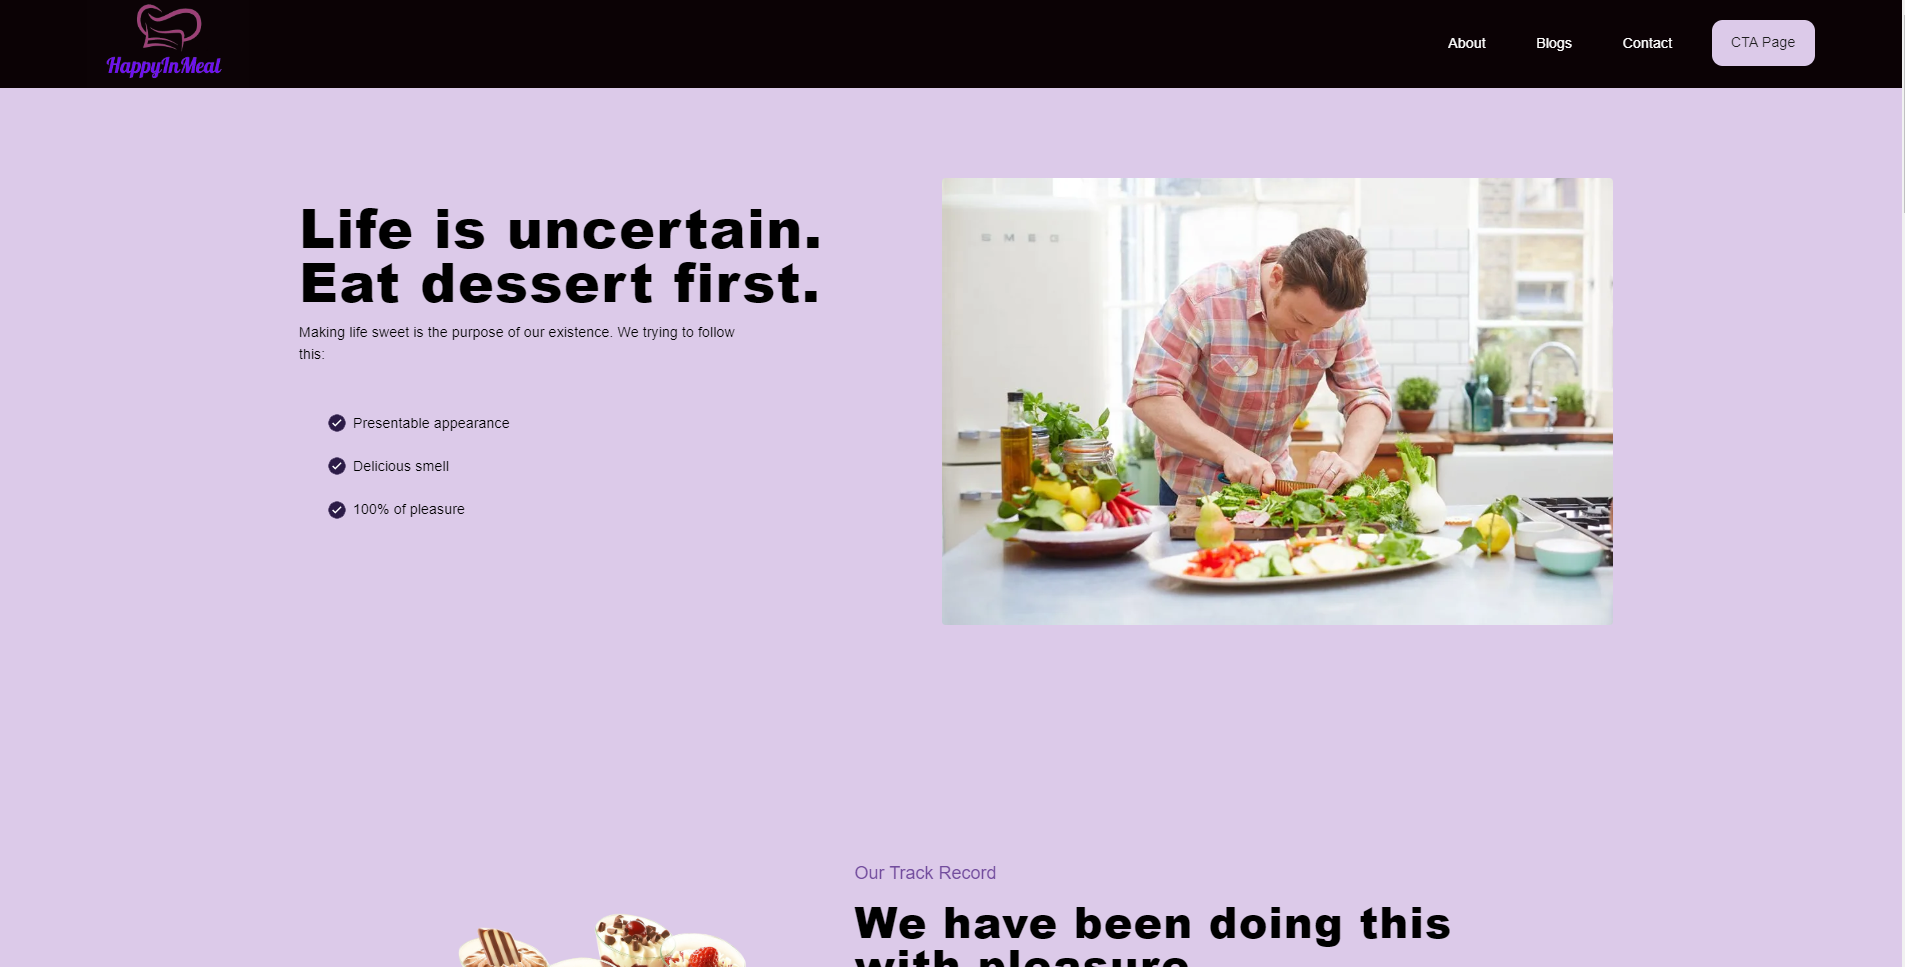 HappyInMeal
About
Blogs
Contact
CTA Page
Life is uncertain.
Eat dessert first.
Making life sweet is the purpose of our existence. We trying to follow
this:
Presentable appearance
Delicious smell
100% of pleasure
SMEG
Our Track Record
We have been doing this
with pleasure